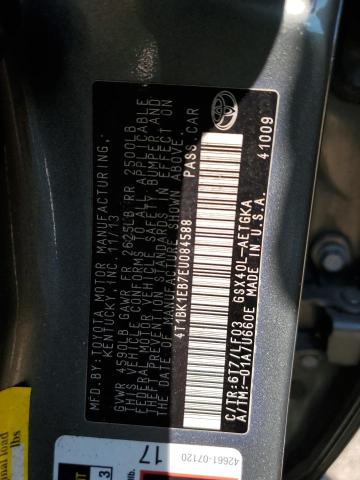 MFD.BY:TOYOTA MOTOR MANUFACTURING,
KENTUCKY, INC. 11/13
GVWR 4590LB GAWR FR 2625LB RR 2500LB
THIS VEHICLE CONFORMS TO ALL APPLICABLE
FEDERAL MOTOR VEHICLE SAFETY, BUMPER AND
THEFT PREVENTION STANDARDS IN EFFECT ON
THE DATE OF MANUFACTURE SHOWN ABOVE.
4T1BK1EB7EU084588 PASS.CAR
C/TR:6T7/LF03 GSX40L-AETGKA 41009
A/TM:-01A/U660E MADE IN U.S.A.
42661-07120
17
lbs
3